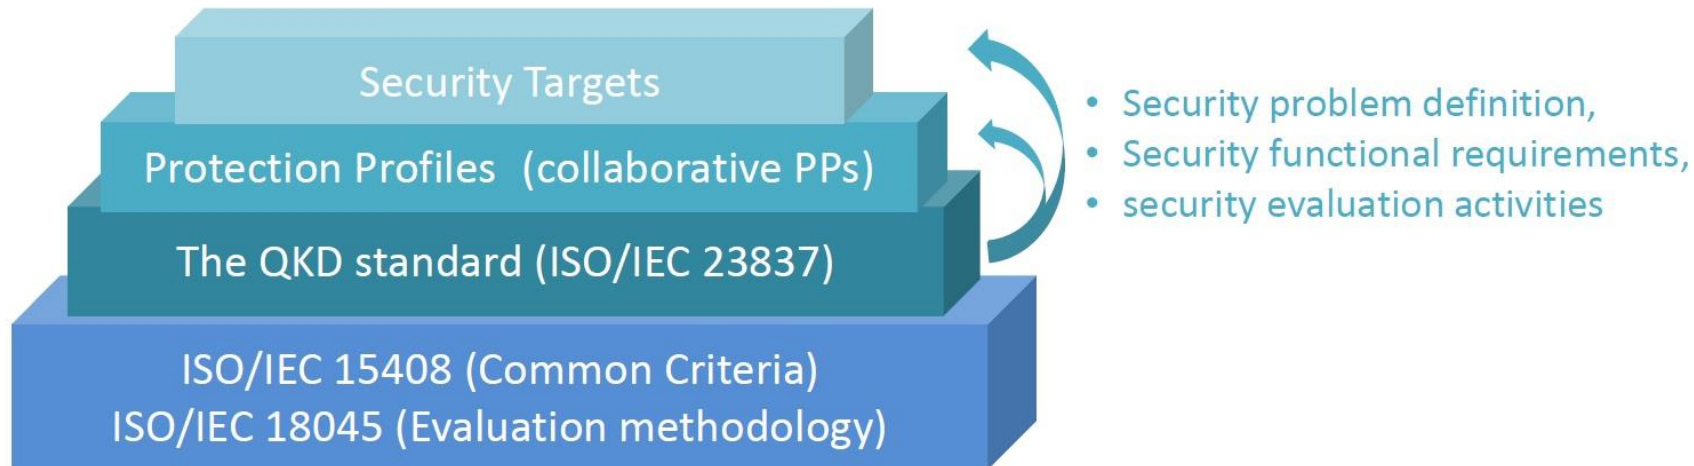 Security Targets
Protection Profiles (collaborative PPs)
The QKD standard (ISO/IEC 23837)
ISO/IEC 15408 (Common Criteria)
ISO/IEC 18045 (Evaluation methodology)
• Security problem definition,
• Security functional requirements,
• security evaluation activities